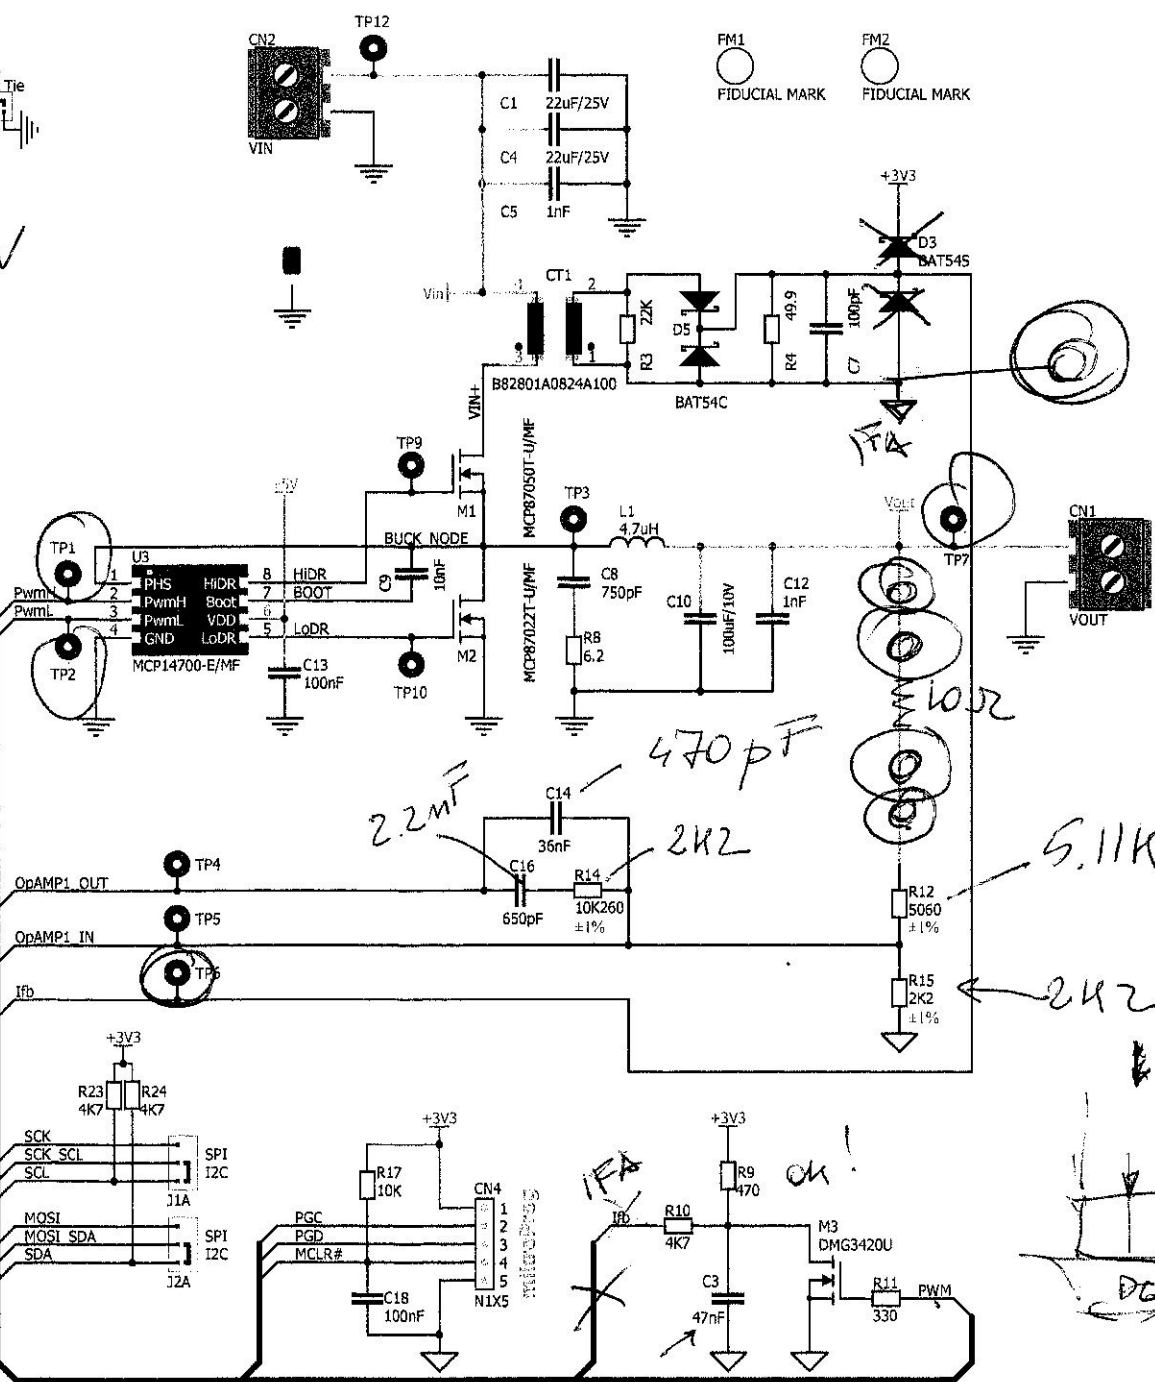 TP12
CN2
VIN
Tie
FM1
FIDUCIAL MARK
FM2
FIDUCIAL MARK
C1 22uF/25V
C4 22uF/25V
C5 1nF
+3V3
D3
BAT54S
Vin
CT1
1 2
3 1
B82801A0824A100
22K
R3
D5
BAT54C
49.9
R4
100pF
C7
VIN+
TP9
M1
MCP87050T-U/MF
TP3
L1
4.7uH
Vout
TP7
CN1
VOUT
+5V
BUCK_NODE
TP1
U3
PwmH
PwmL
1 PHS HiDR 8 HiDR
2 PwmH Boot 7 BOOT
3 PwmL VDD 6
4 GND LoDR 5 LoDR
MCP14700-E/MF
TP2
C9
10nF
M2
MCP87022T-U/MF
TP10
C13
100nF
C8
750pF
R8
6.2
C10
100uF/10V
C12
1nF
10Ω
470pF
2.2nF
C14
36nF
2K2
5.11K
TP4
OpAMP1_OUT
C16
650pF
R14
10K260
±1%
R12
5060
±1%
TP5
OpAMP1_IN
TP6
Ifb
R15
2K2
±1%
2K2
+3V3
R23
4K7
R24
4K7
SCK
SCK_SCL
SCL
SPI
I2C
J1A
MOSI
MOSI_SDA
SDA
SPI
I2C
J2A
+3V3
R17
10K
CN4
PGC
PGD
MCLR#
1
2
3
4
5
N1X5
mikroProg
C18
100nF
+3V3
R9
470
ok!
Ifb
R10
4K7
M3
DMG3420U
C3
47nF
R11
330
PWM